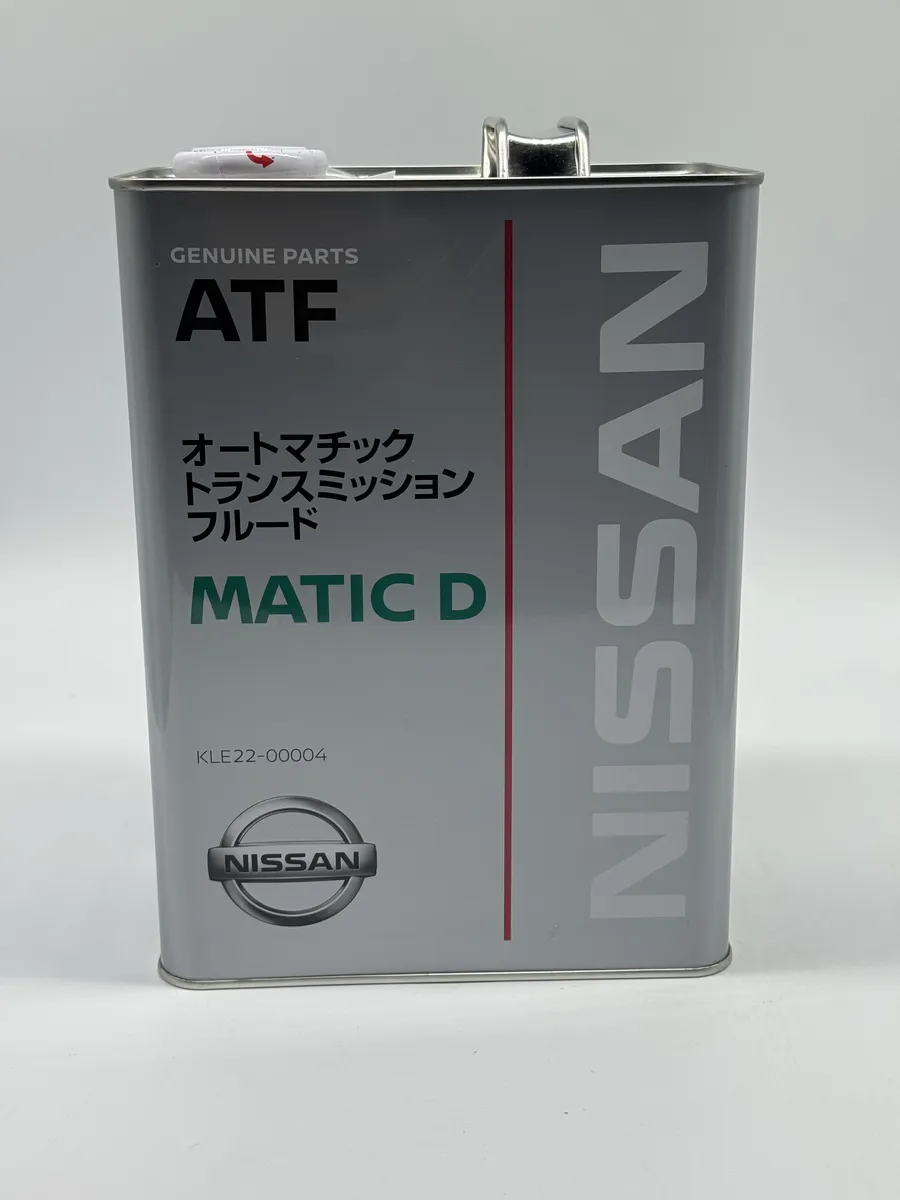 GENUINE PARTS
ATF
オートマチック
トランスミッション
フルード
MATIC D
KLE22-00004
NISSAN
NISSAN